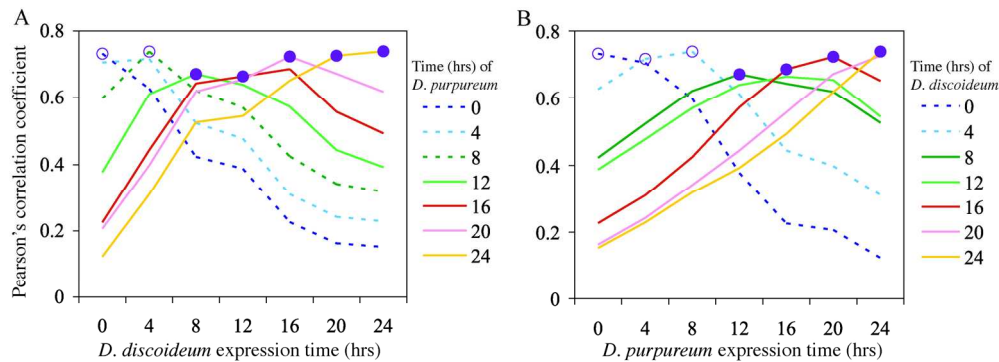 A
B
Pearson's correlation coefficient
0.8
0.6
0.4
0.2
0
0 4 8 12 16 20 24
D. discoideum expression time (hrs)
Time (hrs) of
D. purpureum
0
4
8
12
16
20
24
0.8
0.6
0.4
0.2
0
0 4 8 12 16 20 24
D. purpureum expression time (hrs)
Time (hrs) of
D. discoideum
0
4
8
12
16
20
24